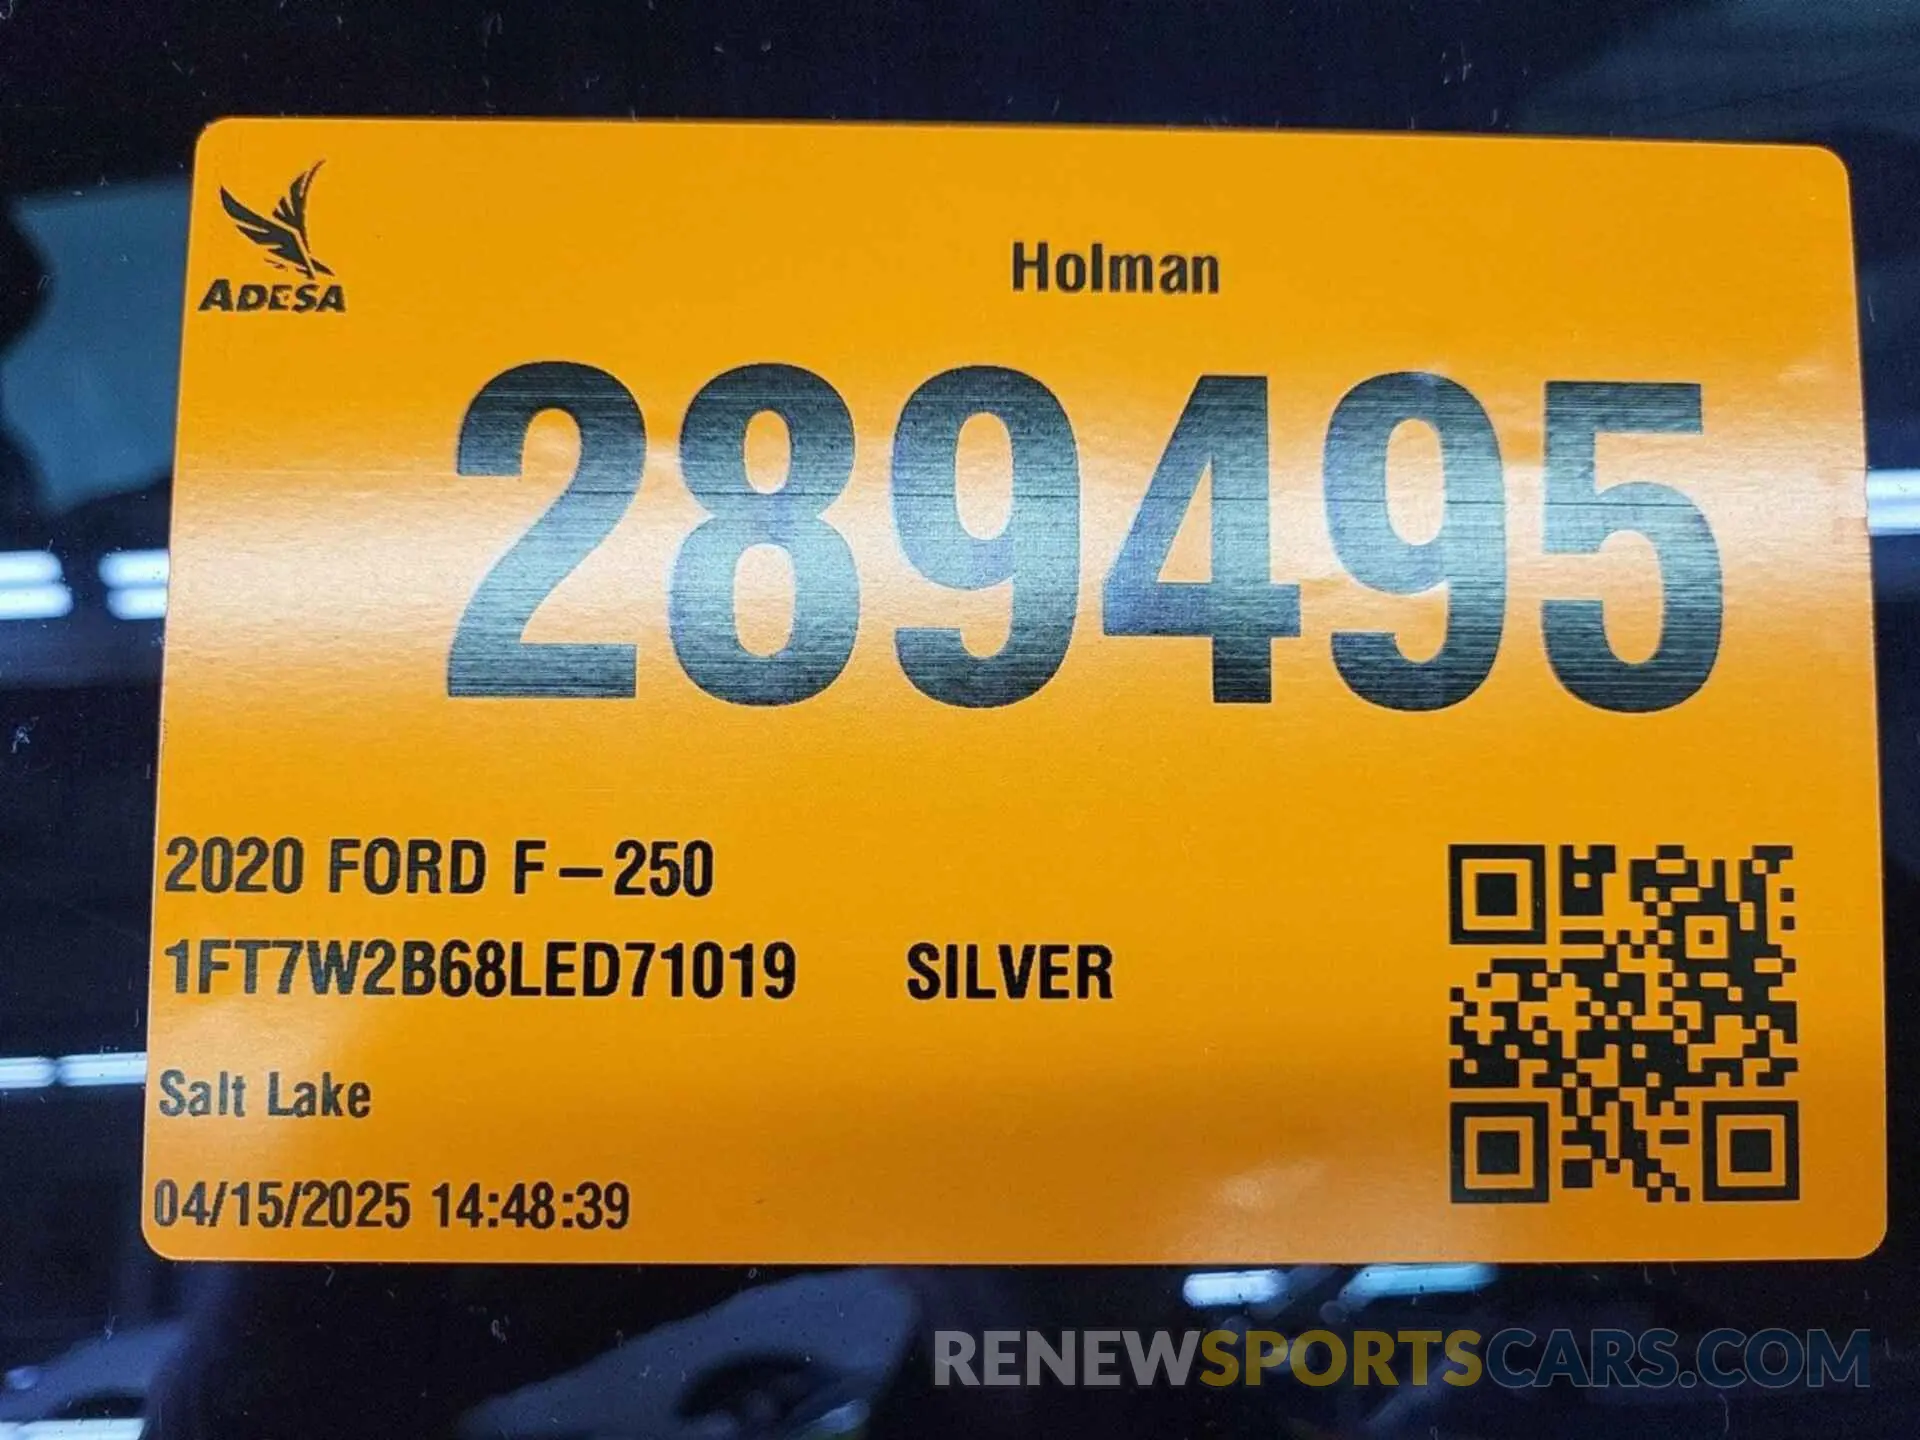 ADESA
Holman
289495
2020 FORD F-250
1FT7W2B68LED71019 SILVER
Salt Lake
04/15/2025 14:48:39
RENEWSPORTSCARS.COM